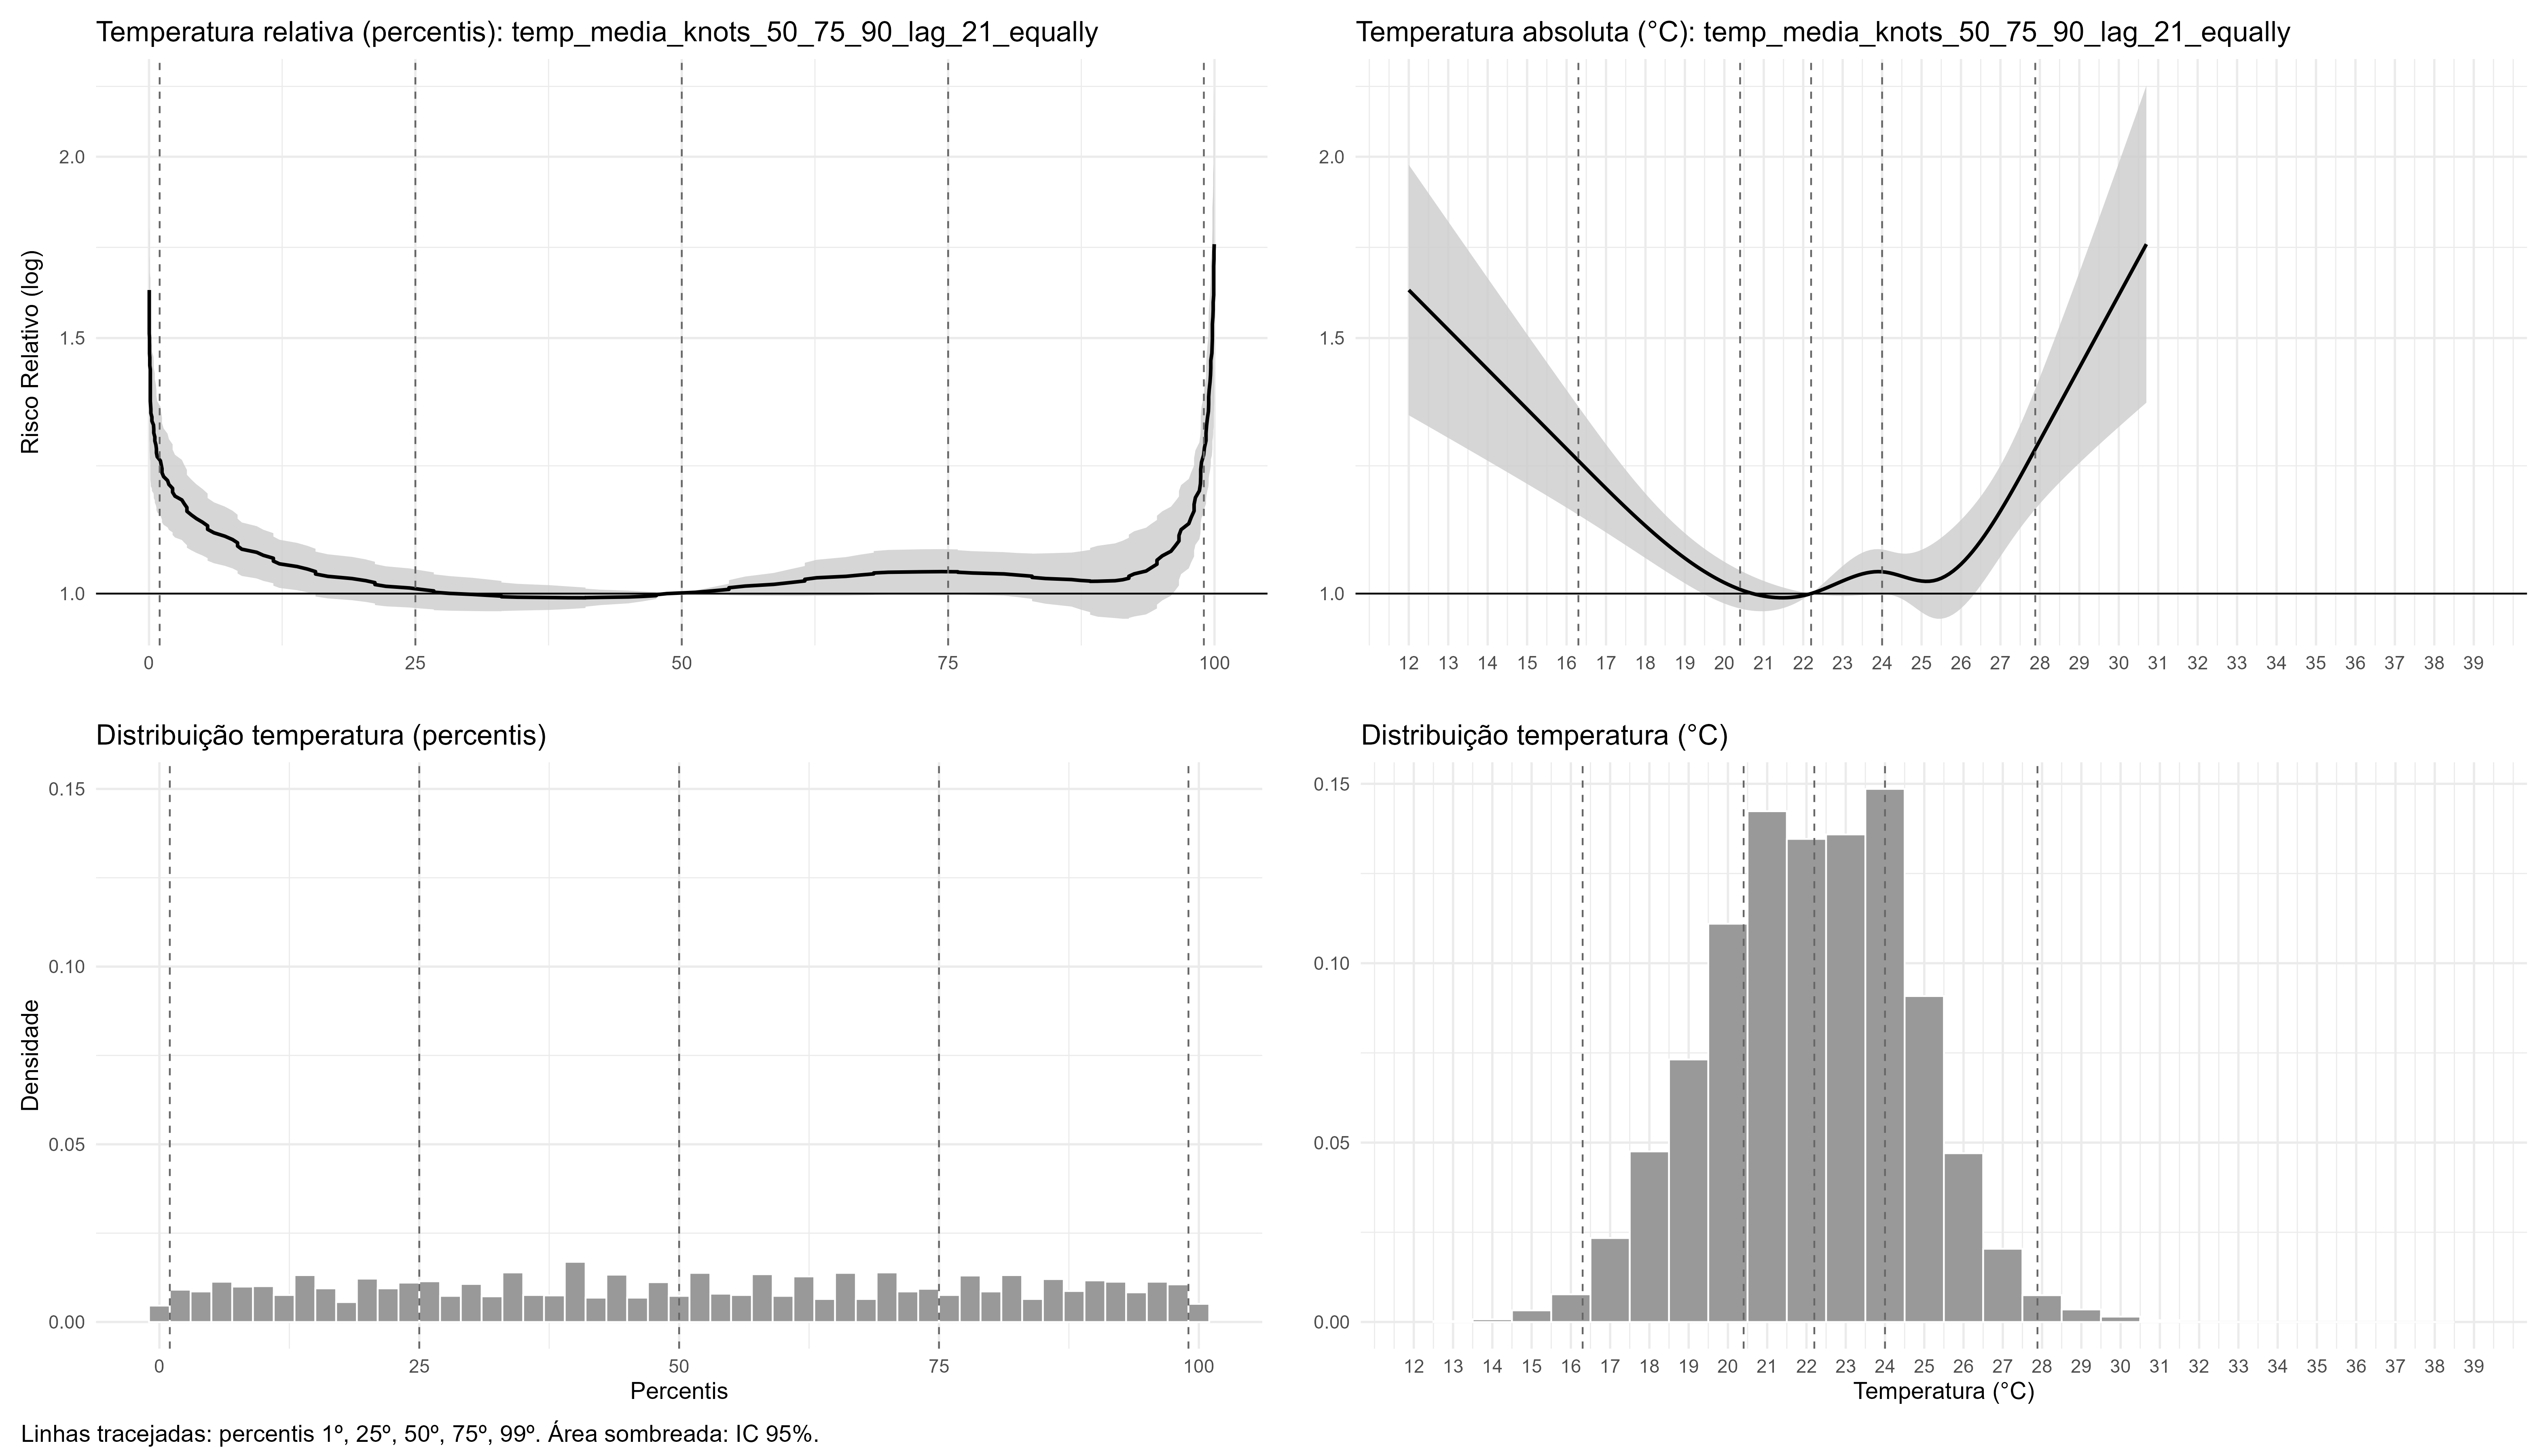 Temperatura relativa (percentis): temp_media_knots_50_75_90_lag_21_equally
Risco Relativo (log)
2.0
1.5
1.0
0 25 50 75 100
Temperatura absoluta (°C): temp_media_knots_50_75_90_lag_21_equally
2.0
1.5
1.0
12 13 14 15 16 17 18 19 20 21 22 23 24 25 26 27 28 29 30 31 32 33 34 35 36 37 38 39
Distribuição temperatura (percentis)
Densidade
0.15
0.10
0.05
0.00
0 25 50 75 100
Percentis
Distribuição temperatura (°C)
0.15
0.10
0.05
0.00
12 13 14 15 16 17 18 19 20 21 22 23 24 25 26 27 28 29 30 31 32 33 34 35 36 37 38 39
Temperatura (°C)
Linhas tracejadas: percentis 1º, 25º, 50º, 75º, 99º. Área sombreada: IC 95%.